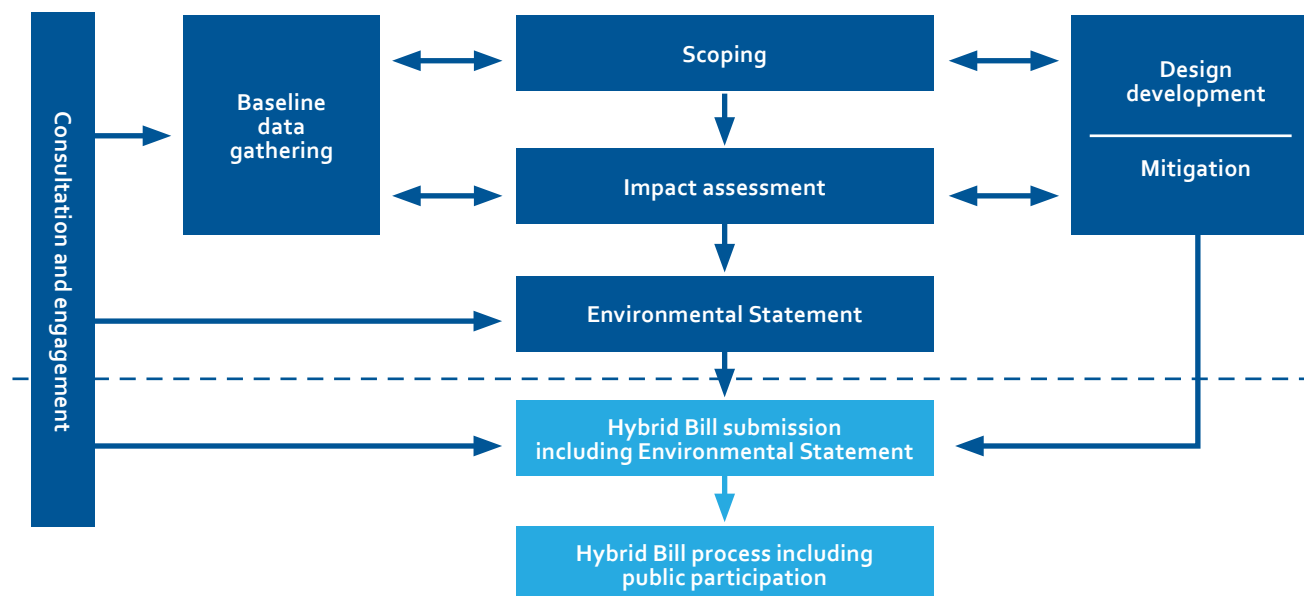 Consultation and engagement
Baseline
data
gathering
Scoping
Impact assessment
Environmental Statement
Design
development
Mitigation
Hybrid Bill submission
including Environmental Statement
Hybrid Bill process including
public participation